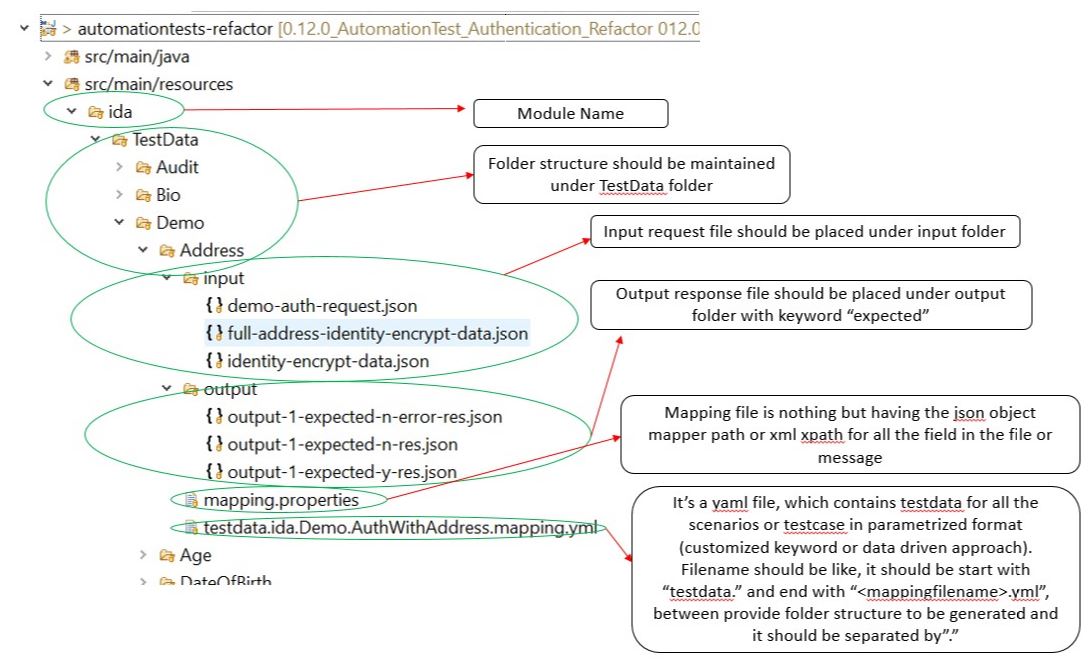 > automationtests-refactor [0.12.0_AutomationTest_Authentication_Refactor 012.0
src/main/java
src/main/resources
ida
Module Name
TestData
Audit
Bio
Demo
Address
Folder structure should be maintained
under TestData folder
Input request file should be placed under input folder
input
demo-auth-request.json
full-address-identity-encrypt-data.json
identity-encrypt-data.json
Output response file should be placed under output
folder with keyword “expected”
output
output-1-expected-n-error-res.json
output-1-expected-n-res.json
output-1-expected-y-res.json
Mapping file is nothing but having the json object
mapper path or xml xpath for all the field in the file or
message
mapping.properties
testdata.ida.Demo.AuthWithAddress.mapping.yml
It’s a yaml file, which contains testdata for all the
scenarios or testcase in parametrized format
(customized keyword or data driven approach).
Filename should be like, it should be start with
“testdata.” and end with “<mappingfilename>.yml”,
between provide folder structure to be generated and
it should be separated by”.”
Age
DateOfBirth